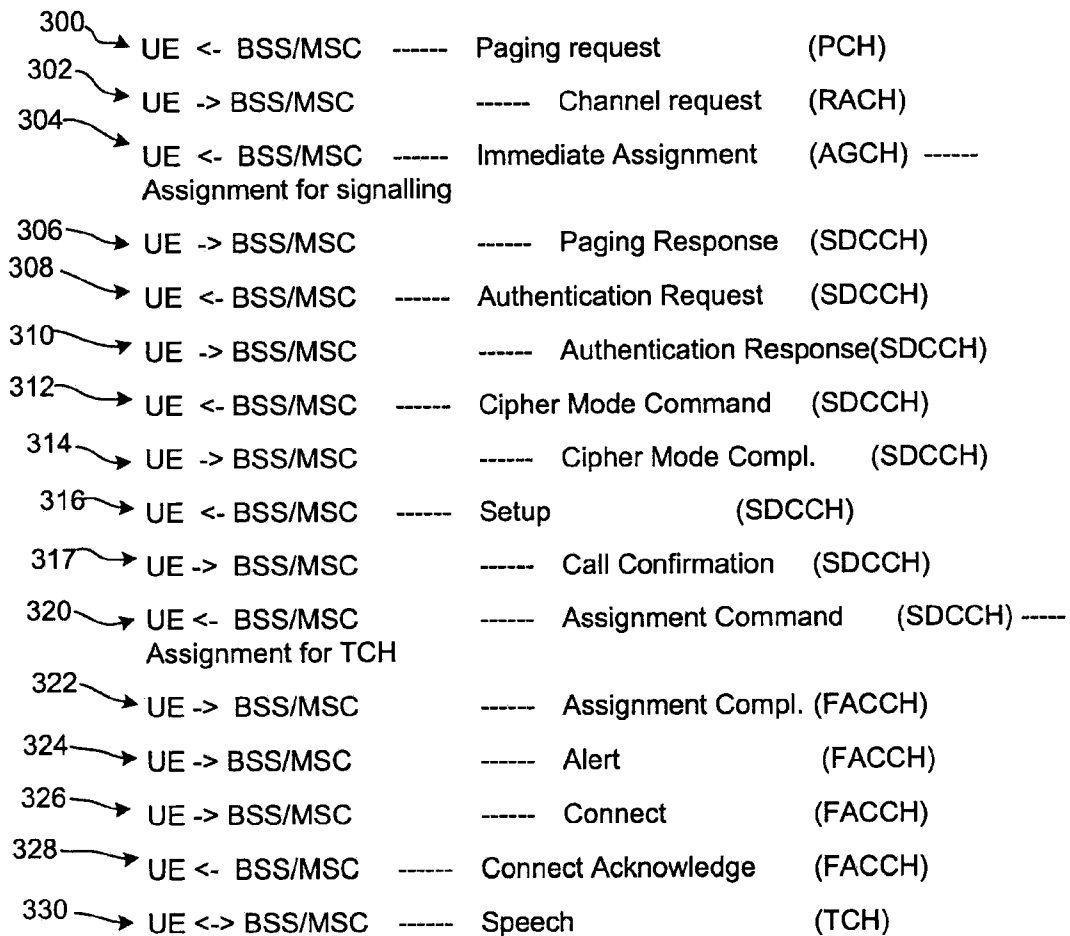 300 UE <- BSS/MSC ------ Paging request (PCH)
302 UE -> BSS/MSC ------ Channel request (RACH)
304 UE <- BSS/MSC ------ Immediate Assignment (AGCH) ------
Assignment for signalling
306 UE -> BSS/MSC ------ Paging Response (SDCCH)
308 UE <- BSS/MSC ------ Authentication Request (SDCCH)
310 UE -> BSS/MSC ------ Authentication Response(SDCCH)
312 UE <- BSS/MSC ------ Cipher Mode Command (SDCCH)
314 UE -> BSS/MSC ------ Cipher Mode Compl. (SDCCH)
316 UE <- BSS/MSC ------ Setup (SDCCH)
317 UE -> BSS/MSC ------ Call Confirmation (SDCCH)
320 UE <- BSS/MSC ------ Assignment Command (SDCCH) -----
Assignment for TCH
322 UE -> BSS/MSC ------ Assignment Compl. (FACCH)
324 UE -> BSS/MSC ------ Alert (FACCH)
326 UE -> BSS/MSC ------ Connect (FACCH)
328 UE <- BSS/MSC ------ Connect Acknowledge (FACCH)
330 UE <-> BSS/MSC ------ Speech (TCH)